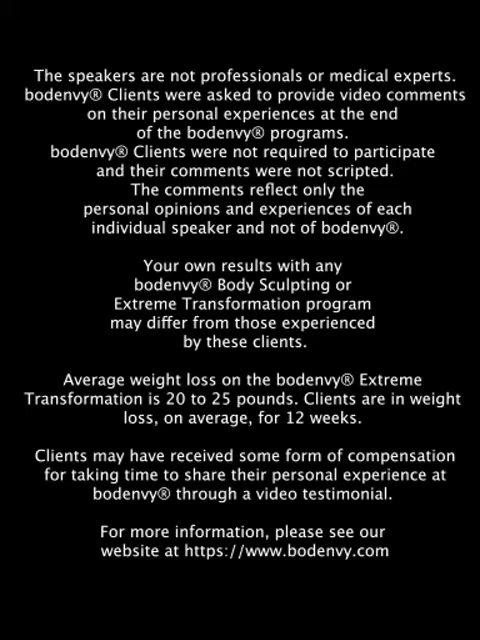 The speakers are not professionals or medical experts.
bodenvy® Clients were asked to provide video comments
on their personal experiences at the end
of the bodenvy® programs.
bodenvy® Clients were not required to participate
and their comments were not scripted.
The comments reflect only the
personal opinions and experiences of each
individual speaker and not of bodenvy®.
Your own results with any
bodenvy® Body Sculpting or
Extreme Transformation program
may differ from those experienced
by these clients.
Average weight loss on the bodenvy® Extreme
Transformation is 20 to 25 pounds. Clients are in weight
loss, on average, for 12 weeks.
Clients may have received some form of compensation
for taking time to share their personal experience at
bodenvy® through a video testimonial.
For more information, please see our
website at https://www.bodenvy.com